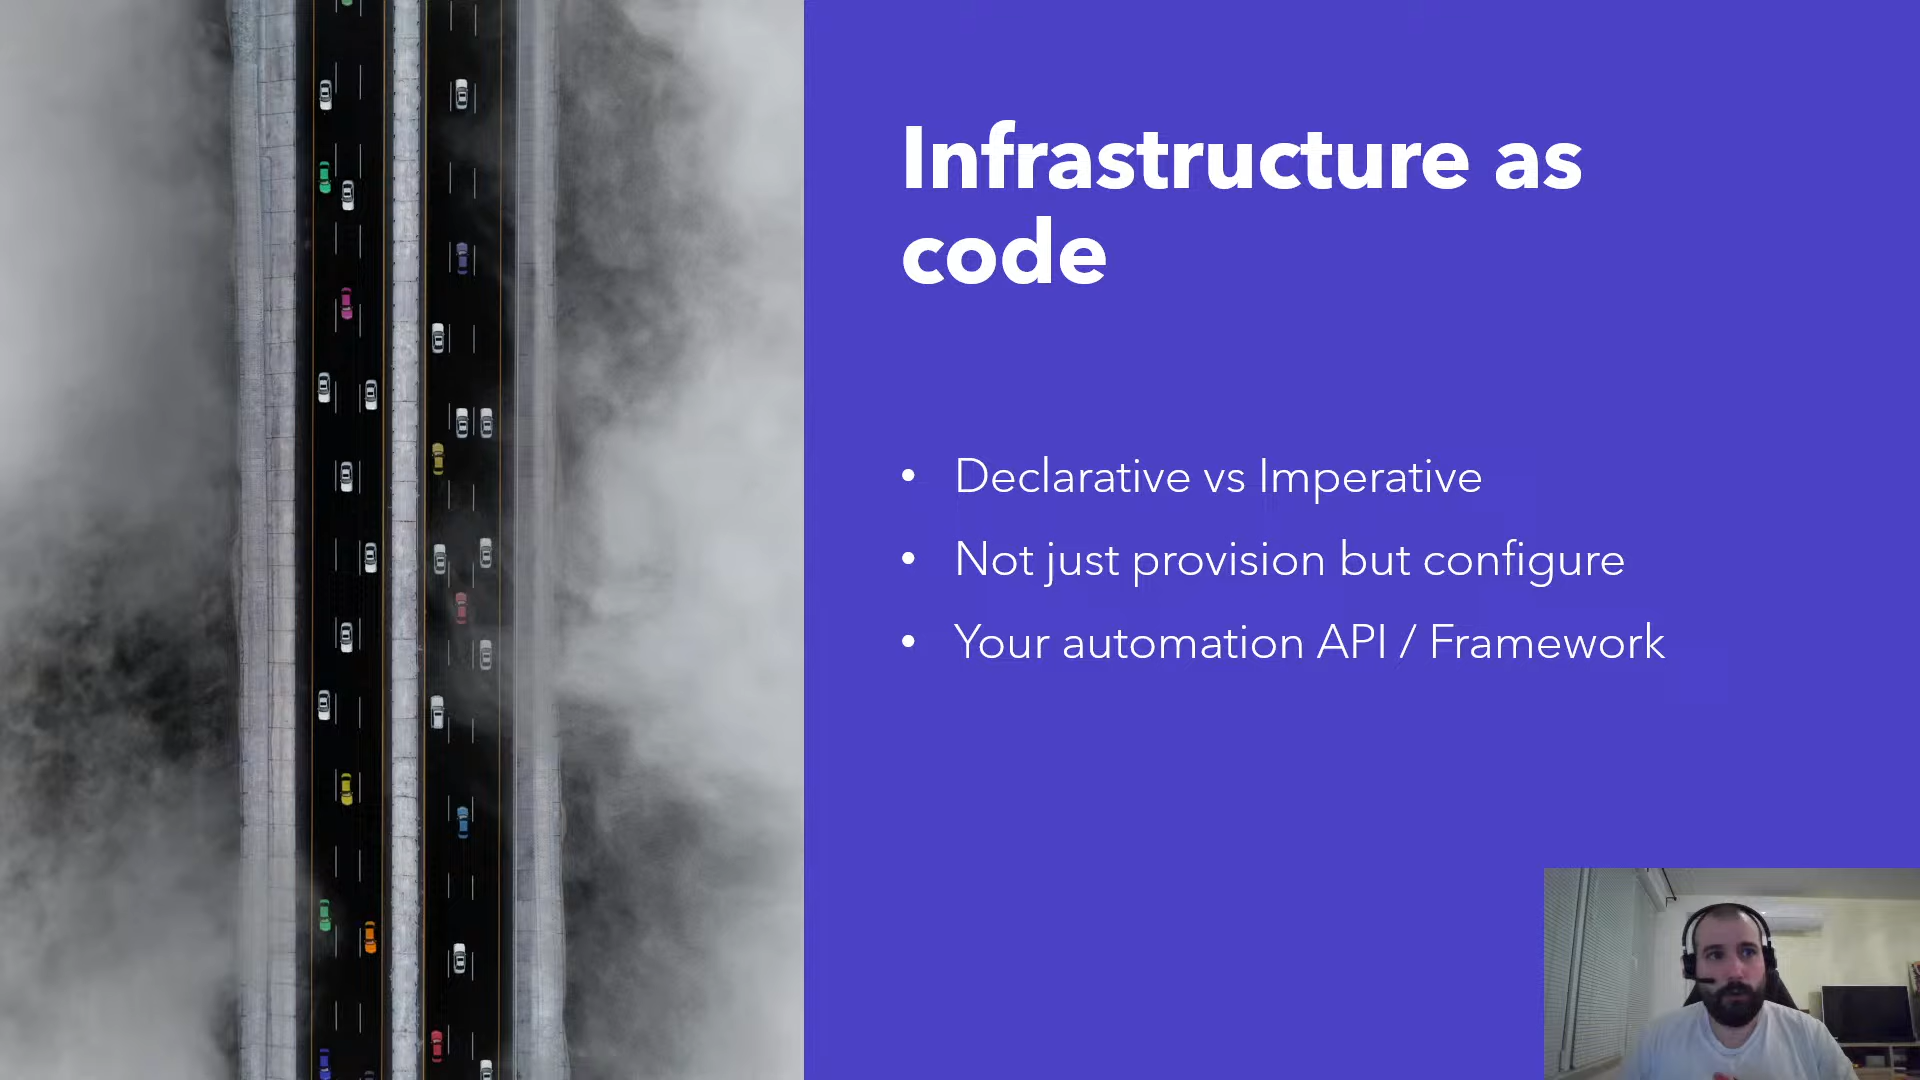 Infrastructure as
code
• Declarative vs Imperative
• Not just provision but configure
• Your automation API / Framework